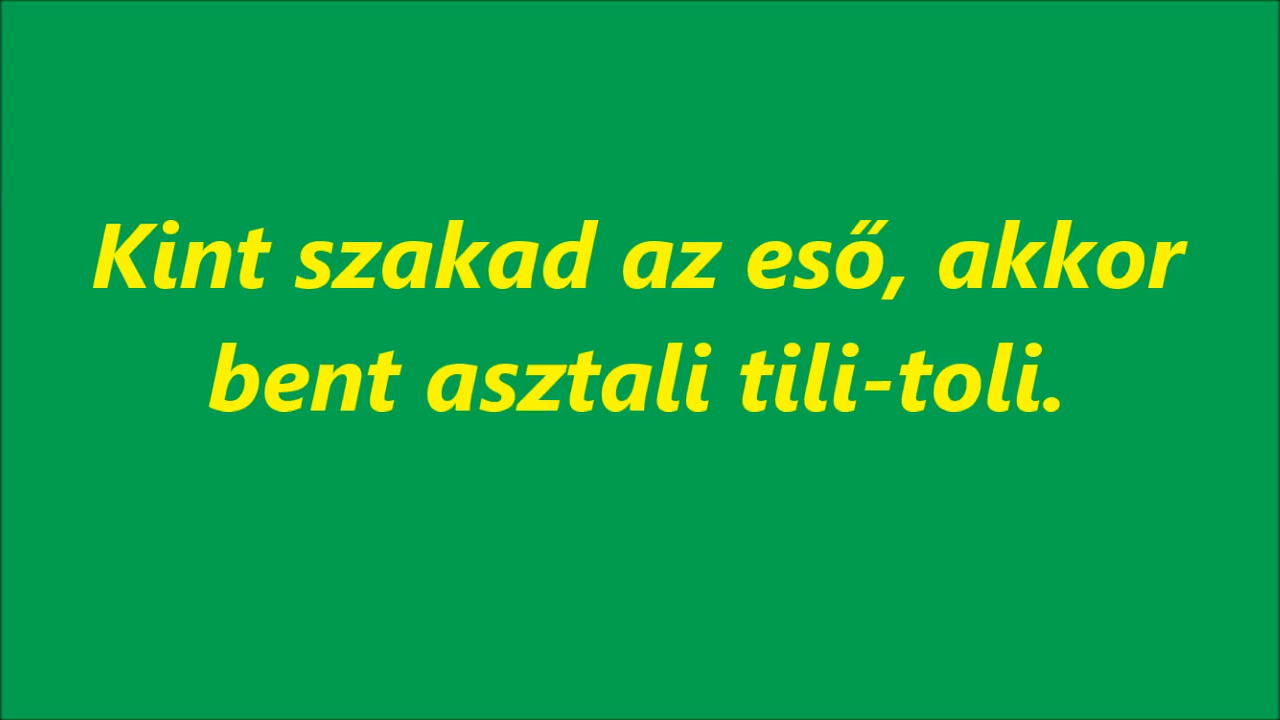 Kint szakad az eső, akkor
bent asztali tili-toli.